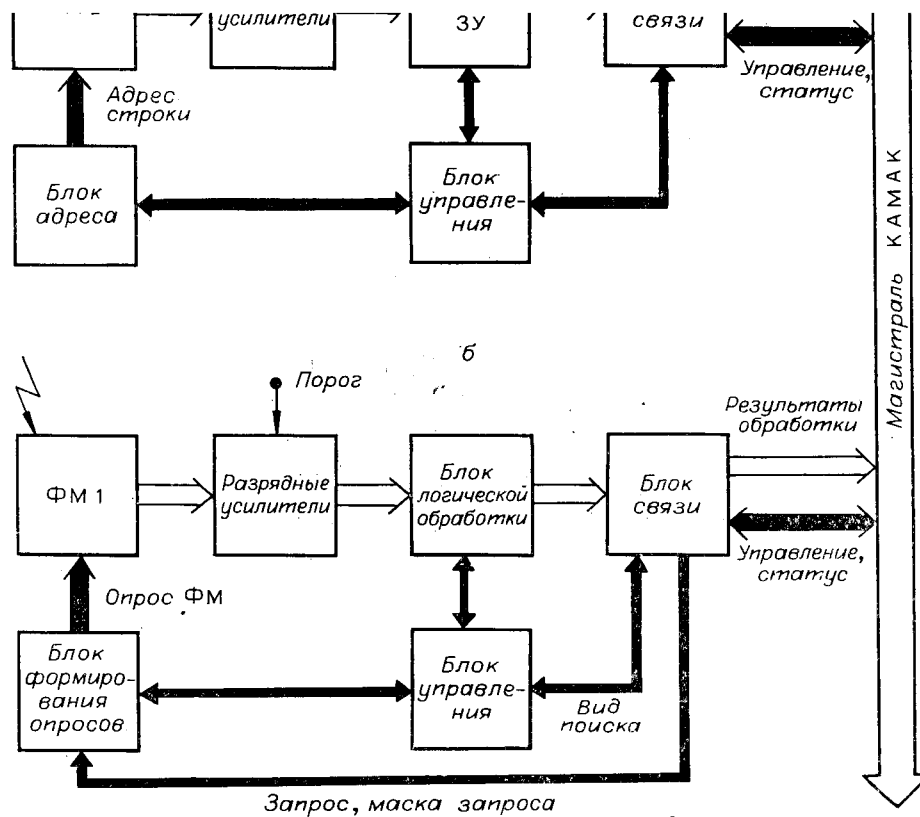 усилители
ЗУ
связи
Управление,
статус
Адрес
строки
Блок
адреса
Блок
управле-
ния
Магистраль КАМАК
б
Порог
Результаты
обработки
ФМ 1
Разрядные
усилители
Блок
логической
обработки
Блок
связи
Управление,
статус
Опрос ФМ
Блок
формиро-
вания
опросов
Блок
управле-
ния
Вид
поиска
Запрос, маска запроса